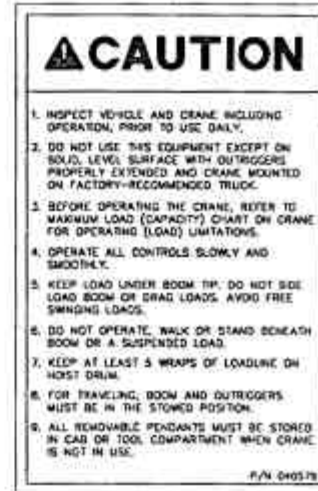 CAUTION
1. INSPECT VEHICLE AND CRANE INCLUDING
OPERATION, PRIOR TO USE DAILY.
2. DO NOT USE THIS EQUIPMENT EXCEPT ON
SOLID, LEVEL SURFACE WITH OUTRIGGERS
PROPERLY EXTENDED AND CRANE MOUNTED
ON FACTORY-RECOMMENDED TRUCK.
3. BEFORE OPERATING THE CRANE, REFER TO
MAXIMUM LOAD (CAPACITY) CHART ON CRANE
FOR OPERATING (LOAD) LIMITATIONS.
4. OPERATE ALL CONTROLS SLOWLY AND
SMOOTHLY.
5. KEEP LOAD UNDER BOOM TIP. DO NOT SIDE
LOAD BOOM OR DRAG LOADS. AVOID FREE
SWINGING LOADS.
6. DO NOT OPERATE, WALK OR STAND BENEATH
BOOM OR A SUSPENDED LOAD.
7. KEEP AT LEAST 5 WRAPS OF LOADLINE ON
HOIST DRUM.
8. FOR TRAVELING, BOOM AND OUTRIGGERS
MUST BE IN THE STOWED POSITION.
9. ALL REMOVABLE PENDANTS MUST BE STORED
IN CAB OR TOOL COMPARTMENT WHEN CRANE
IS NOT IN USE.
P/N